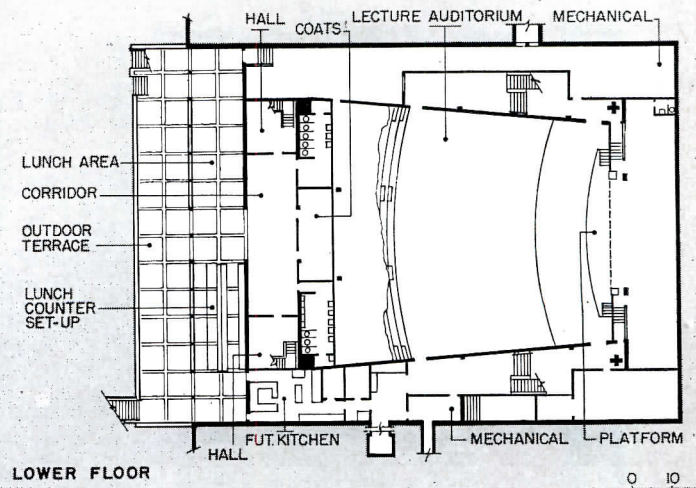 HALL
COATS
LECTURE AUDITORIUM
MECHANICAL
LUNCH AREA
CORRIDOR
OUTDOOR
TERRACE
LUNCH
COUNTER
SET-UP
HALL
FUT. KITCHEN
MECHANICAL
PLATFORM
LOWER FLOOR
0 10